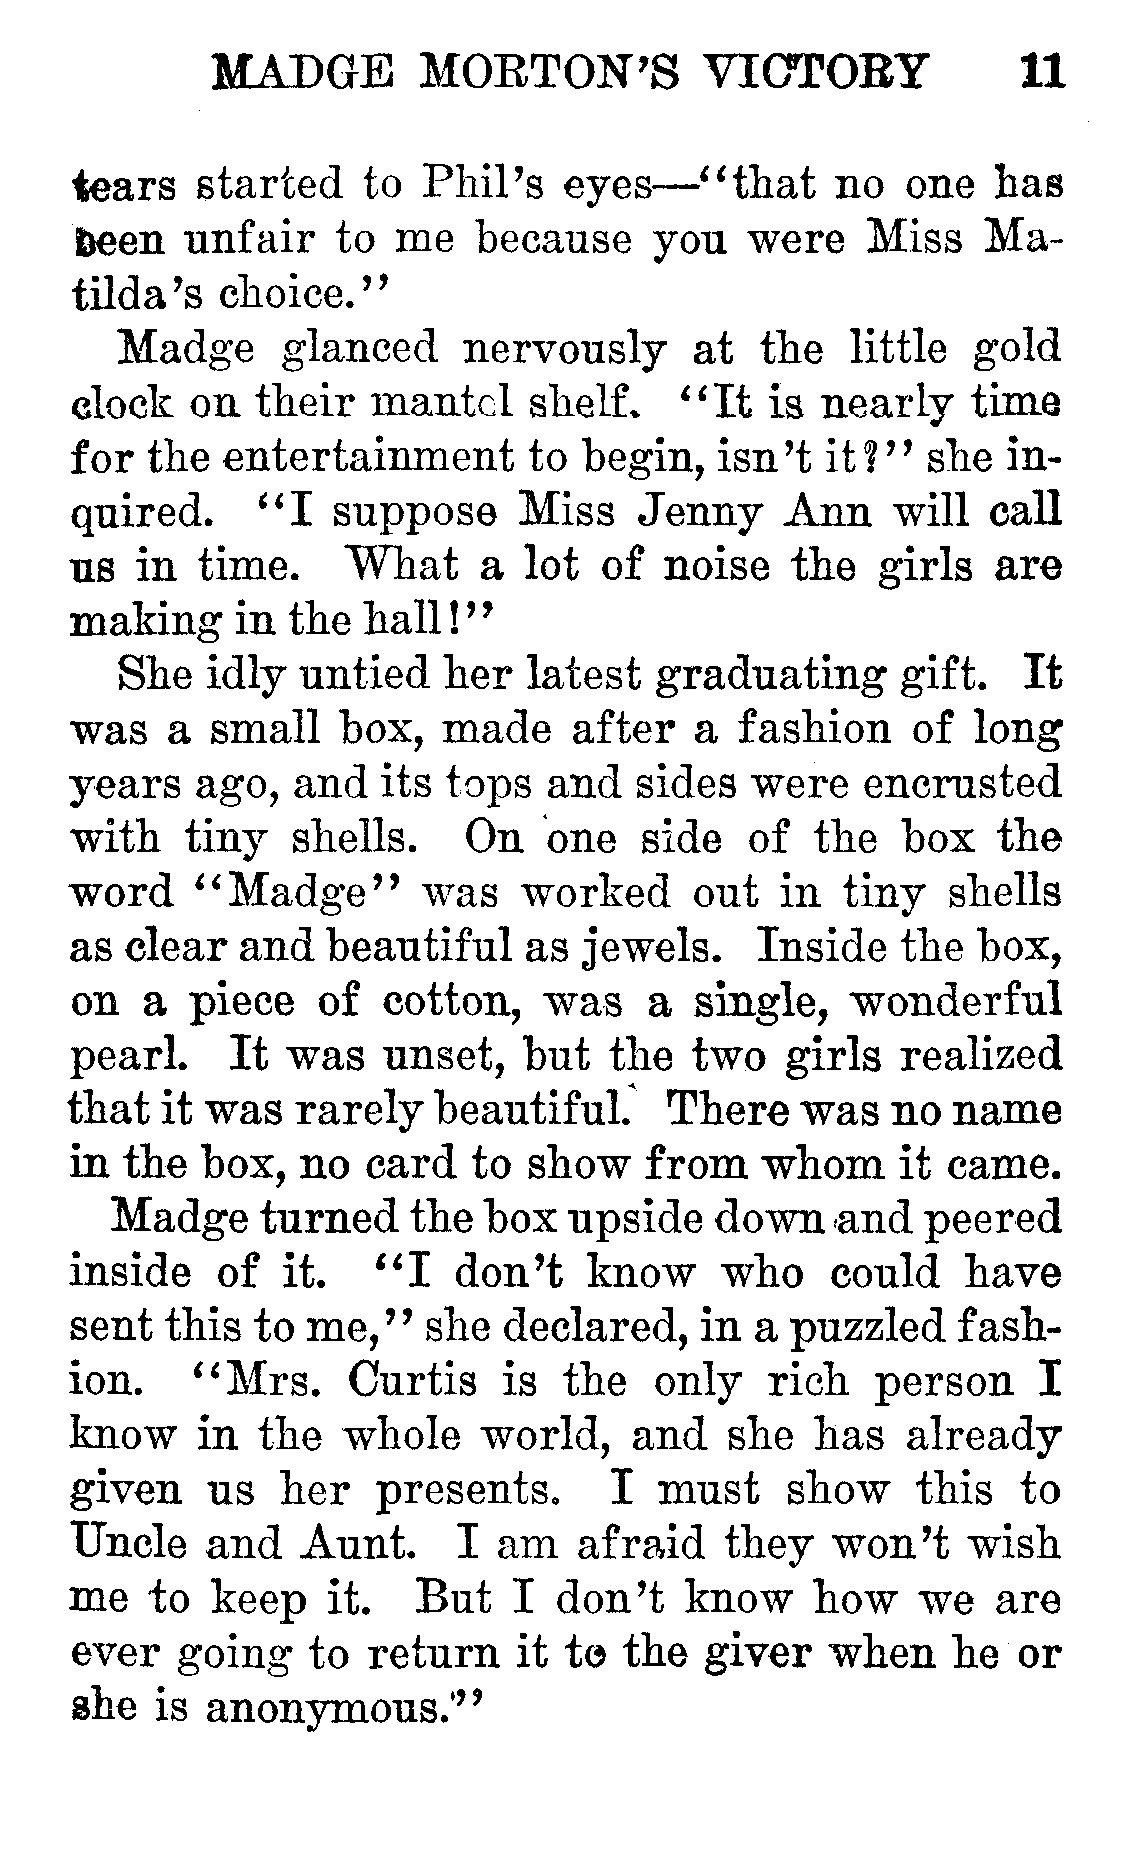 MADGE MORTON'S VICTORY 11
tears started to Phil's eyes—"that no one has
been unfair to me because you were Miss Ma-
tilda's choice."
Madge glanced nervously at the little gold
clock on their mantel shelf. "It is nearly time
for the entertainment to begin, isn't it?" she in-
quired. "I suppose Miss Jenny Ann will call
us in time. What a lot of noise the girls are
making in the hall!"
She idly untied her latest graduating gift. It
was a small box, made after a fashion of long
years ago, and its tops and sides were encrusted
with tiny shells. On one side of the box the
word "Madge" was worked out in tiny shells
as clear and beautiful as jewels. Inside the box,
on a piece of cotton, was a single, wonderful
pearl. It was unset, but the two girls realized
that it was rarely beautiful. There was no name
in the box, no card to show from whom it came.
Madge turned the box upside down and peered
inside of it. "I don't know who could have
sent this to me," she declared, in a puzzled fash-
ion. "Mrs. Curtis is the only rich person I
know in the whole world, and she has already
given us her presents. I must show this to
Uncle and Aunt. I am afraid they won't wish
me to keep it. But I don't know how we are
ever going to return it to the giver when he or
she is anonymous."